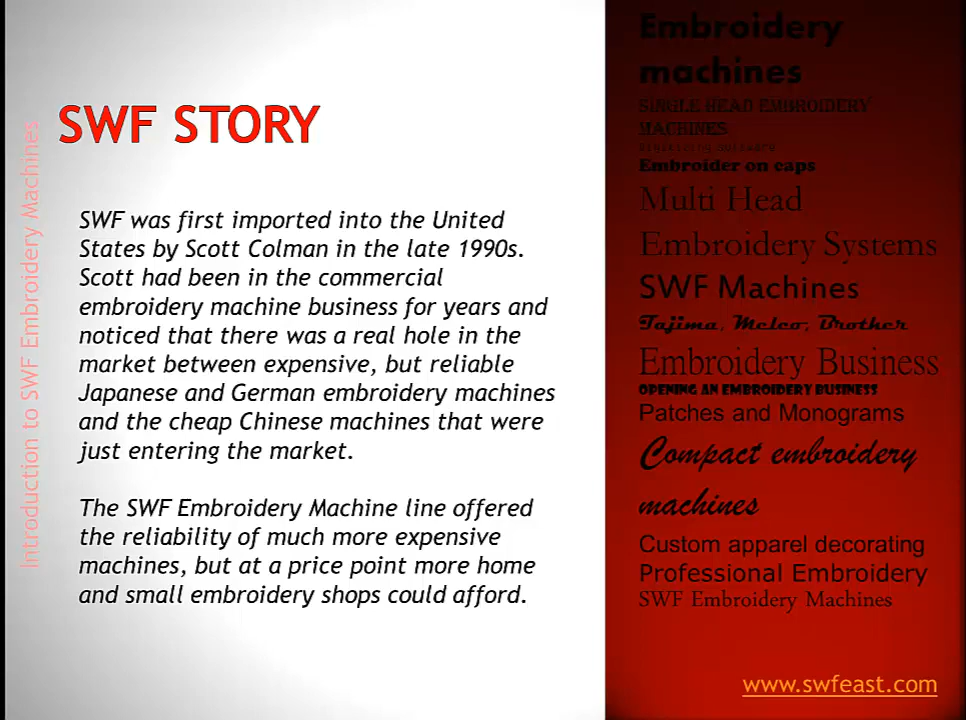 SWF STORY
Introduction to SWF Embroidery Machines
SWF was first imported into the United
States by Scott Colman in the late 1990s.
Scott had been in the commercial
embroidery machine business for years and
noticed that there was a real hole in the
market between expensive, but reliable
Japanese and German embroidery machines
and the cheap Chinese machines that were
just entering the market.
The SWF Embroidery Machine line offered
the reliability of much more expensive
machines, but at a price point more home
and small embroidery shops could afford.
Embroidery
machines
Single Head Embroidery
Machines
Digitizing Software
Embroider on caps
Multi Head
Embroidery Systems
SWF Machines
Tajima, Melco, Brother
Embroidery Business
OPENING AN EMBROIDERY BUSINESS
Patches and Monograms
Compact embroidery
machines
Custom apparel decorating
Professional Embroidery
SWF Embroidery Machines
www.swfeast.com